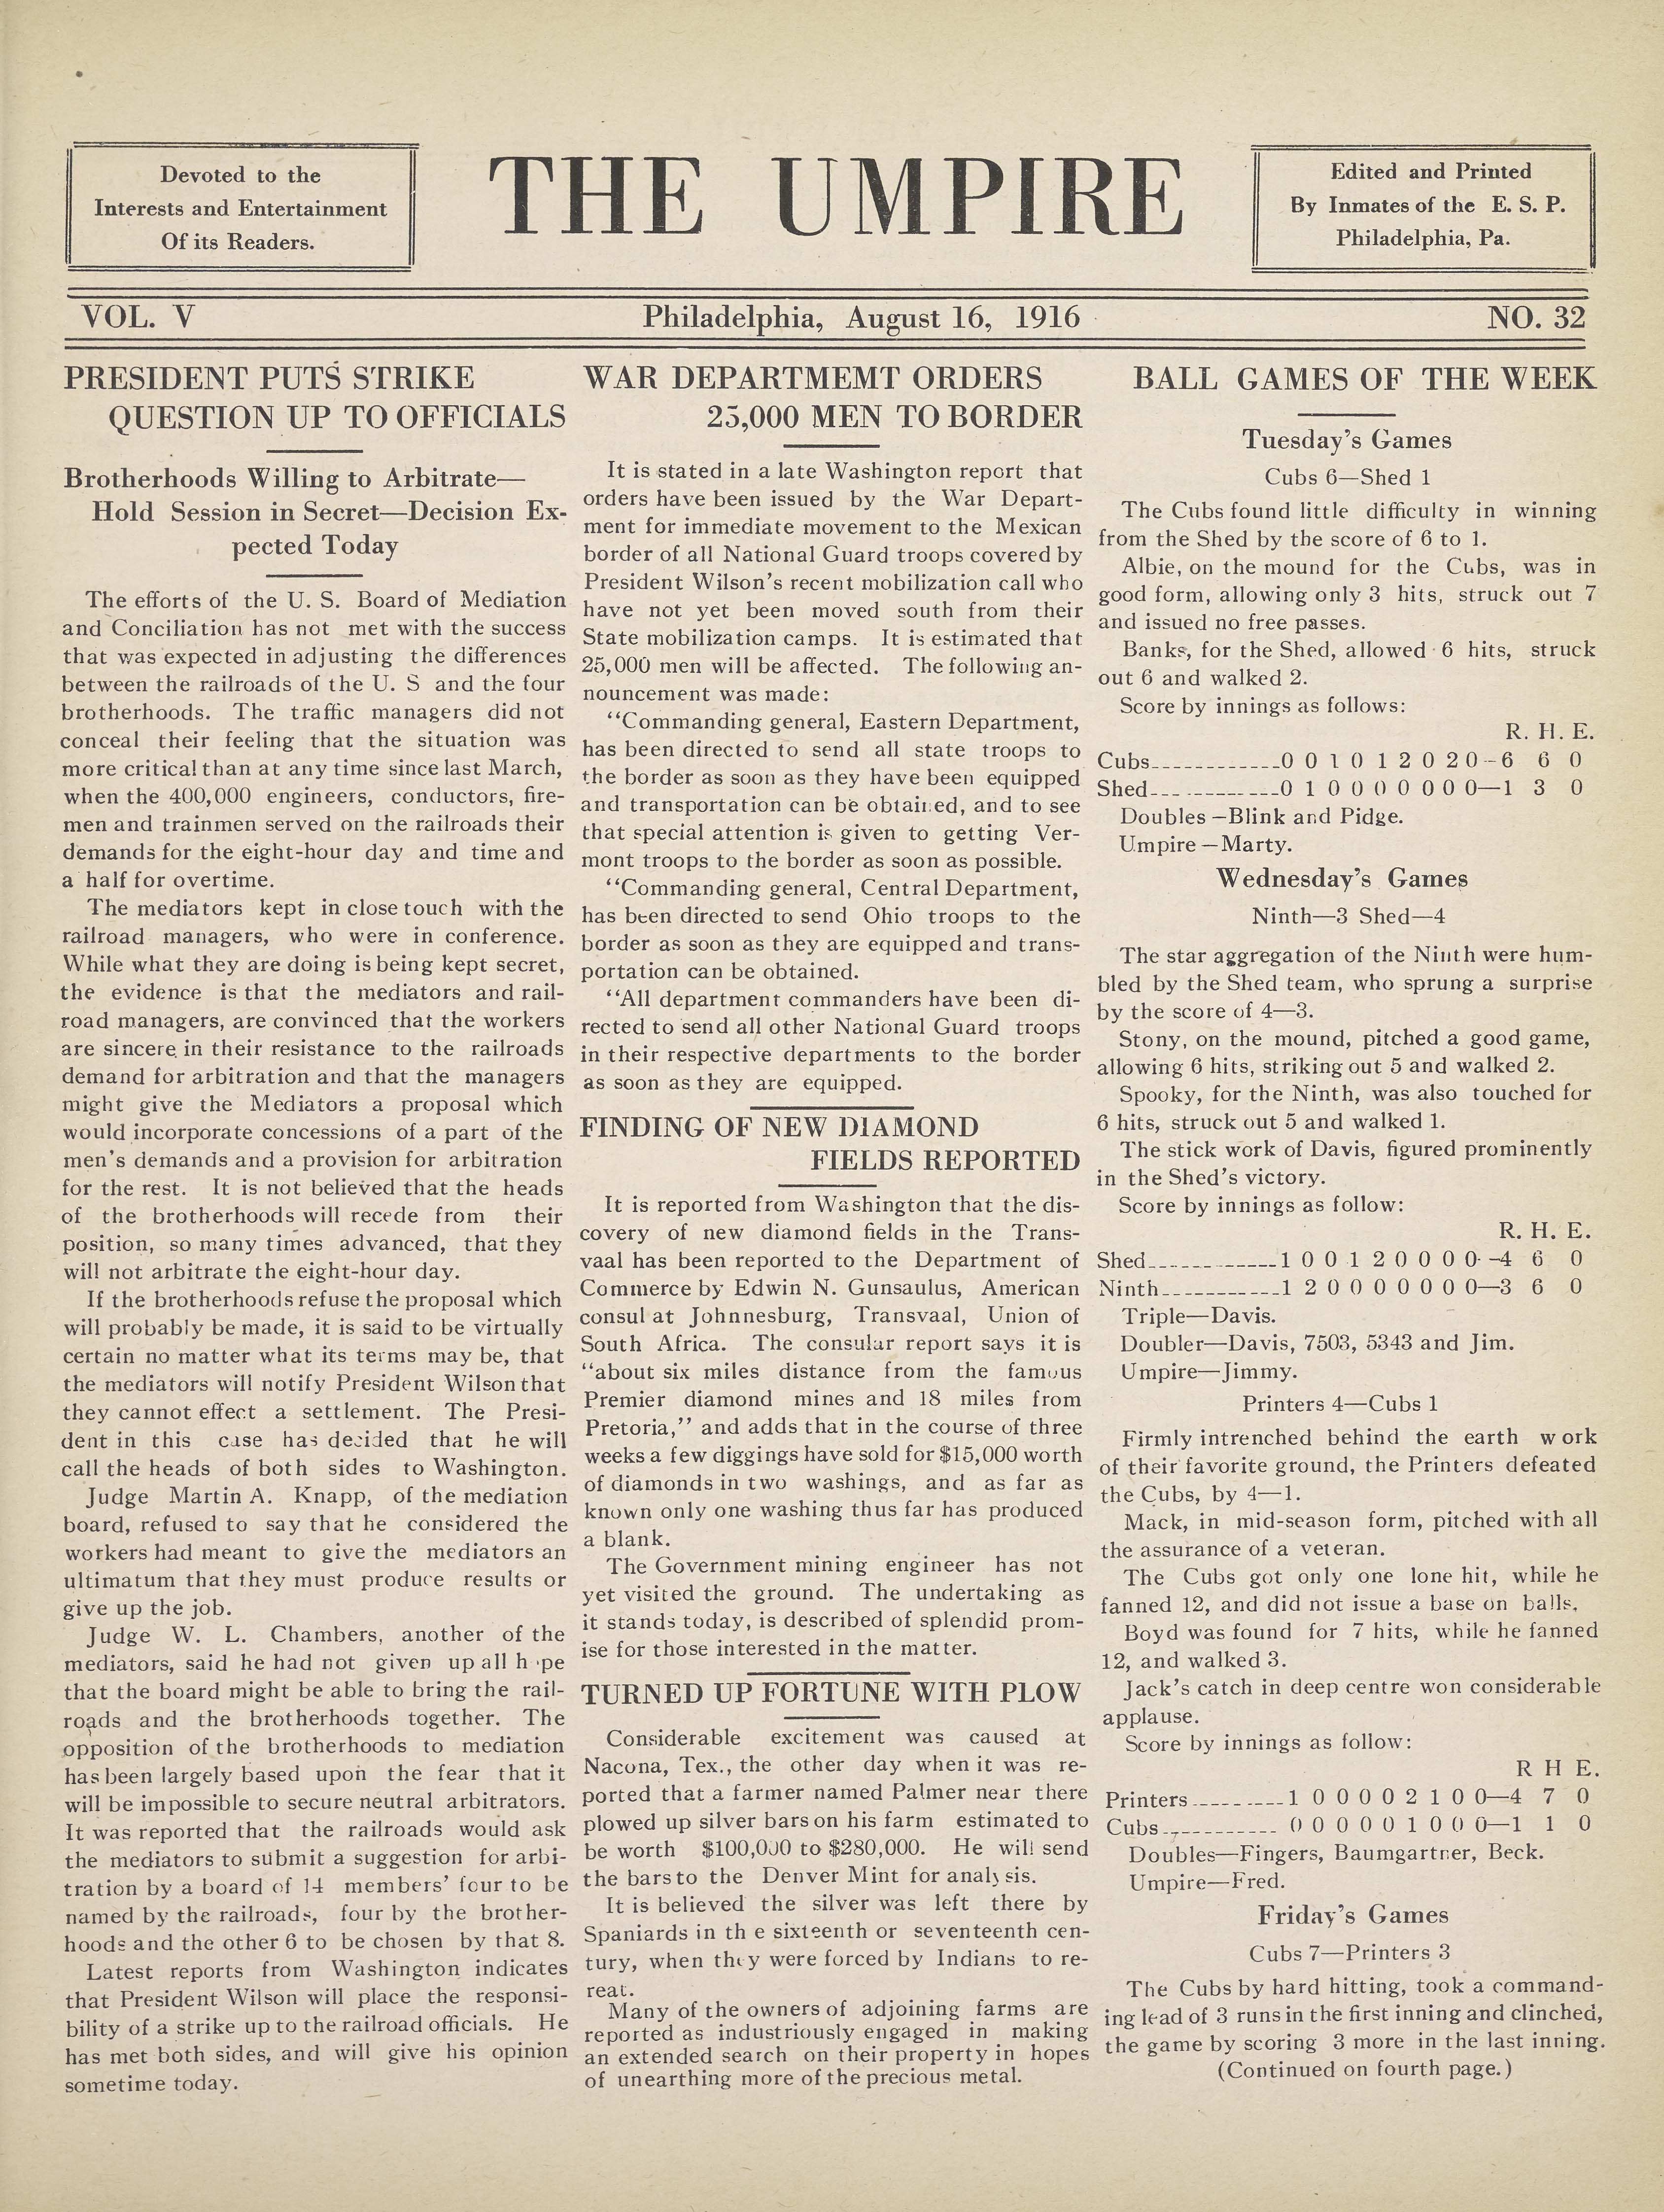 Devoted to the
Interests and Entertainment
Of its Readers.
THE UMPIRE
Edited and Printed
By Inmates of the E. S. P.
Philadelphia, Pa.
VOL. V
Philadelphia, August 16, 1916
NO. 32
PRESIDENT PUTS STRIKE
QUESTION UP TO OFFICIALS
Brotherhoods Willing to Arbitrate—
Hold Session in Secret—Decision Ex-
pected Today
The efforts of the U. S. Board of Mediation
and Conciliation has not met with the success
that was expected in adjusting the differences
between the railroads of the U. S and the four
brotherhoods. The traffic managers did not
conceal their feeling that the situation was
more critical than at any time since last March,
when the 400,000 engineers, conductors, fire-
men and trainmen served on the railroads their
demands for the eight-hour day and time and
a half for overtime.
The mediators kept in close touch with the
railroad managers, who were in conference.
While what they are doing is being kept secret,
the evidence is that the mediators and rail-
road managers, are convinced that the workers
are sincere in their resistance to the railroads
demand for arbitration and that the managers
might give the Mediators a proposal which
would incorporate concessions of a part of the
men's demands and a provision for arbitration
for the rest. It is not believed that the heads
of the brotherhoods will recede from their
position, so many times advanced, that they
will not arbitrate the eight-hour day.
If the brotherhoods refuse the proposal which
will probably be made, it is said to be virtually
certain no matter what its terms may be, that
the mediators will notify President Wilson that
they cannot effect a settlement. The Presi-
dent in this case has decided that he will
call the heads of both sides to Washington.
Judge Martin A. Knapp, of the mediation
board, refused to say that he considered the
workers had meant to give the mediators an
ultimatum that they must produce results or
give up the job.
Judge W. L. Chambers, another of the
mediators, said he had not given up all h pe
that the board might be able to bring the rail-
roads and the brotherhoods together. The
opposition of the brotherhoods to mediation
has been largely based upon the fear that it
will be impossible to secure neutral arbitrators.
It was reported that the railroads would ask
the mediators to submit a suggestion for arbi-
tration by a board of 14 members' four to be
named by the railroads, four by the brother-
hoods and the other 6 to be chosen by that 8.
Latest reports from Washington indicates
that President Wilson will place the responsi-
bility of a strike up to the railroad officials. He
has met both sides, and will give his opinion
sometime today.
WAR DEPARTMEMT ORDERS
25,000 MEN TO BORDER
It is stated in a late Washington report that
orders have been issued by the War Depart-
ment for immediate movement to the Mexican
border of all National Guard troops covered by
President Wilson's recent mobilization call who
have not yet been moved south from their
State mobilization camps. It is estimated that
25,000 men will be affected. The following an-
nouncement was made:
"Commanding general, Eastern Department,
has been directed to send all state troops to
the border as soon as they have been equipped
and transportation can be obtained, and to see
that special attention is given to getting Ver-
mont troops to the border as soon as possible.
"Commanding general, Central Department,
has been directed to send Ohio troops to the
border as soon as they are equipped and trans-
portation can be obtained.
"All department commanders have been di-
rected to send all other National Guard troops
in their respective departments to the border
as soon as they are equipped.
FINDING OF NEW DIAMOND
FIELDS REPORTED
It is reported from Washington that the dis-
covery of new diamond fields in the Trans-
vaal has been reported to the Department of
Commerce by Edwin N. Gunsaulus, American
consul at Johnnesburg, Transvaal, Union of
South Africa. The consular report says it is
"about six miles distance from the famous
Premier diamond mines and 18 miles from
Pretoria," and adds that in the course of three
weeks a few diggings have sold for $15,000 worth
of diamonds in two washings, and as far as
known only one washing thus far has produced
a blank.
The Government mining engineer has not
yet visited the ground. The undertaking as
it stands today, is described of splendid prom-
ise for those interested in the matter.
TURNED UP FORTUNE WITH PLOW
Considerable excitement was caused at
Nacona, Tex., the other day when it was re-
ported that a farmer named Palmer near there
plowed up silver bars on his farm estimated to
be worth $100,000 to $280,000. He will send
the bars to the Denver Mint for analysis.
It is believed the silver was left there by
Spaniards in th e sixteenth or seventeenth cen-
tury, when they were forced by Indians to re-
reat.
Many of the owners of adjoining farms are
reported as industriously engaged in making
an extended search on their property in hopes
of unearthing more of the precious metal.
BALL GAMES OF THE WEEK
Tuesday's Games
Cubs 6—Shed 1
The Cubs found little difficulty in winning
from the Shed by the score of 6 to 1.
Albie, on the mound for the Cubs, was in
good form, allowing only 3 hits, struck out 7
and issued no free passes.
Banks, for the Shed, allowed 6 hits, struck
out 6 and walked 2.
Score by innings as follows:
R. H. E.
Cubs------------0 0 1 0 1 2 0 2 0--6 6 0
Shed------------0 1 0 0 0 0 0 0 0—1 3 0
Doubles—Blink and Pidge.
Umpire—Marty.
Wednesday's Games
Ninth—3 Shed—4
The star aggregation of the Ninth were hum-
bled by the Shed team, who sprung a surprise
by the score of 4—3.
Stony, on the mound, pitched a good game,
allowing 6 hits, striking out 5 and walked 2.
Spooky, for the Ninth, was also touched for
6 hits, struck out 5 and walked 1.
The stick work of Davis, figured prominently
in the Shed's victory.
Score by innings as follow:
R. H. E.
Shed------------1 0 0 1 2 0 0 0 0--4 6 0
Ninth-----------1 2 0 0 0 0 0 0 0—3 6 0
Triple—Davis.
Doubler—Davis, 7503, 5343 and Jim.
Umpire—Jimmy.
Printers 4—Cubs 1
Firmly intrenched behind the earth work
of their favorite ground, the Printers defeated
the Cubs, by 4—1.
Mack, in mid-season form, pitched with all
the assurance of a veteran.
The Cubs got only one lone hit, while he
fanned 12, and did not issue a base on balls.
Boyd was found for 7 hits, while he fanned
12, and walked 3.
Jack's catch in deep centre won considerable
applause.
Score by innings as follow:
R H E.
Printers----------1 0 0 0 0 2 1 0 0—4 7 0
Cubs------------ 0 0 0 0 0 1 0 0 0—1 1 0
Doubles—Fingers, Baumgartner, Beck.
Umpire—Fred.
Friday's Games
Cubs 7—Printers 3
The Cubs by hard hitting, took a command-
ing lead of 3 runs in the first inning and clinched,
the game by scoring 3 more in the last inning.
(Continued on fourth page.)